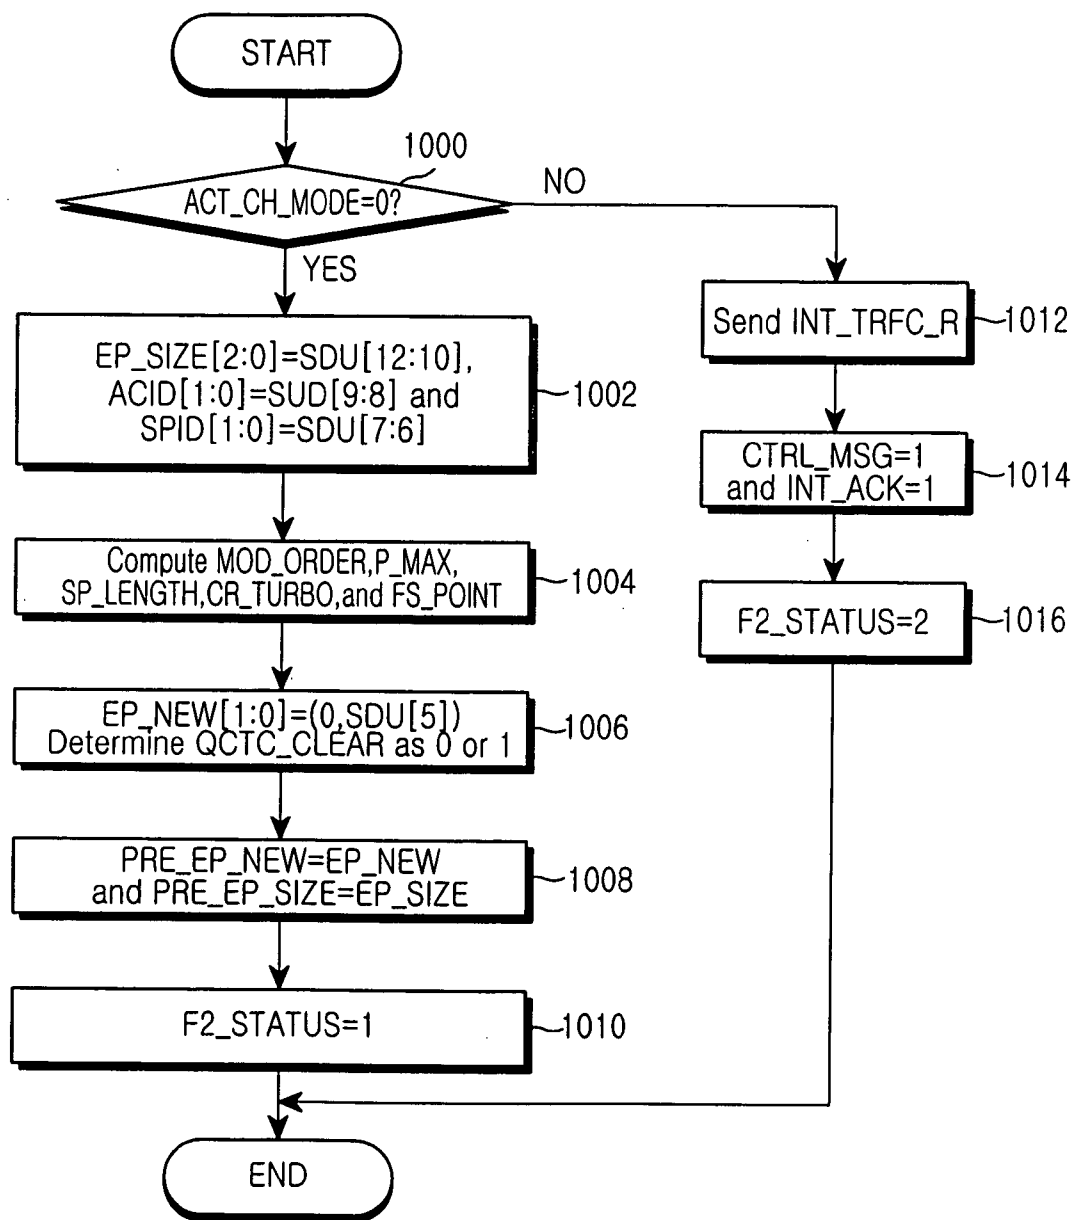 START
1000
ACT_CH_MODE=0?
NO
YES
EP_SIZE[2:0]=SDU[12:10],
ACID[1:0]=SUD[9:8] and
SPID[1:0]=SDU[7:6]
1002
Compute MOD_ORDER,P_MAX,
SP_LENGTH,CR_TURBO,and FS_POINT
1004
EP_NEW[1:0]=(0,SDU[5])
Determine QCTC_CLEAR as 0 or 1
1006
PRE_EP_NEW=EP_NEW
and PRE_EP_SIZE=EP_SIZE
1008
F2_STATUS=1
1010
Send INT_TRFC_R
1012
CTRL_MSG=1
and INT_ACK=1
1014
F2_STATUS=2
1016
END